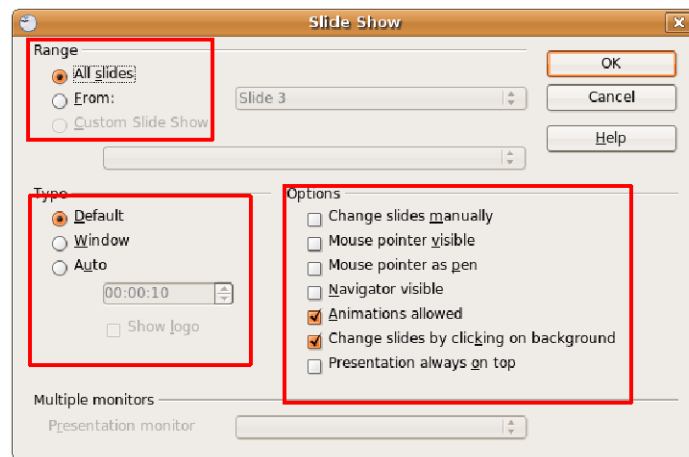 Slide Show
Range
All slides
From:
Slide 3
Custom Slide Show
OK
Cancel
Help
Type
Default
Window
Auto
00:00:10
Show logo
Options
Change slides manually
Mouse pointer visible
Mouse pointer as pen
Navigator visible
Animations allowed
Change slides by clicking on background
Presentation always on top
Multiple monitors
Presentation monitor